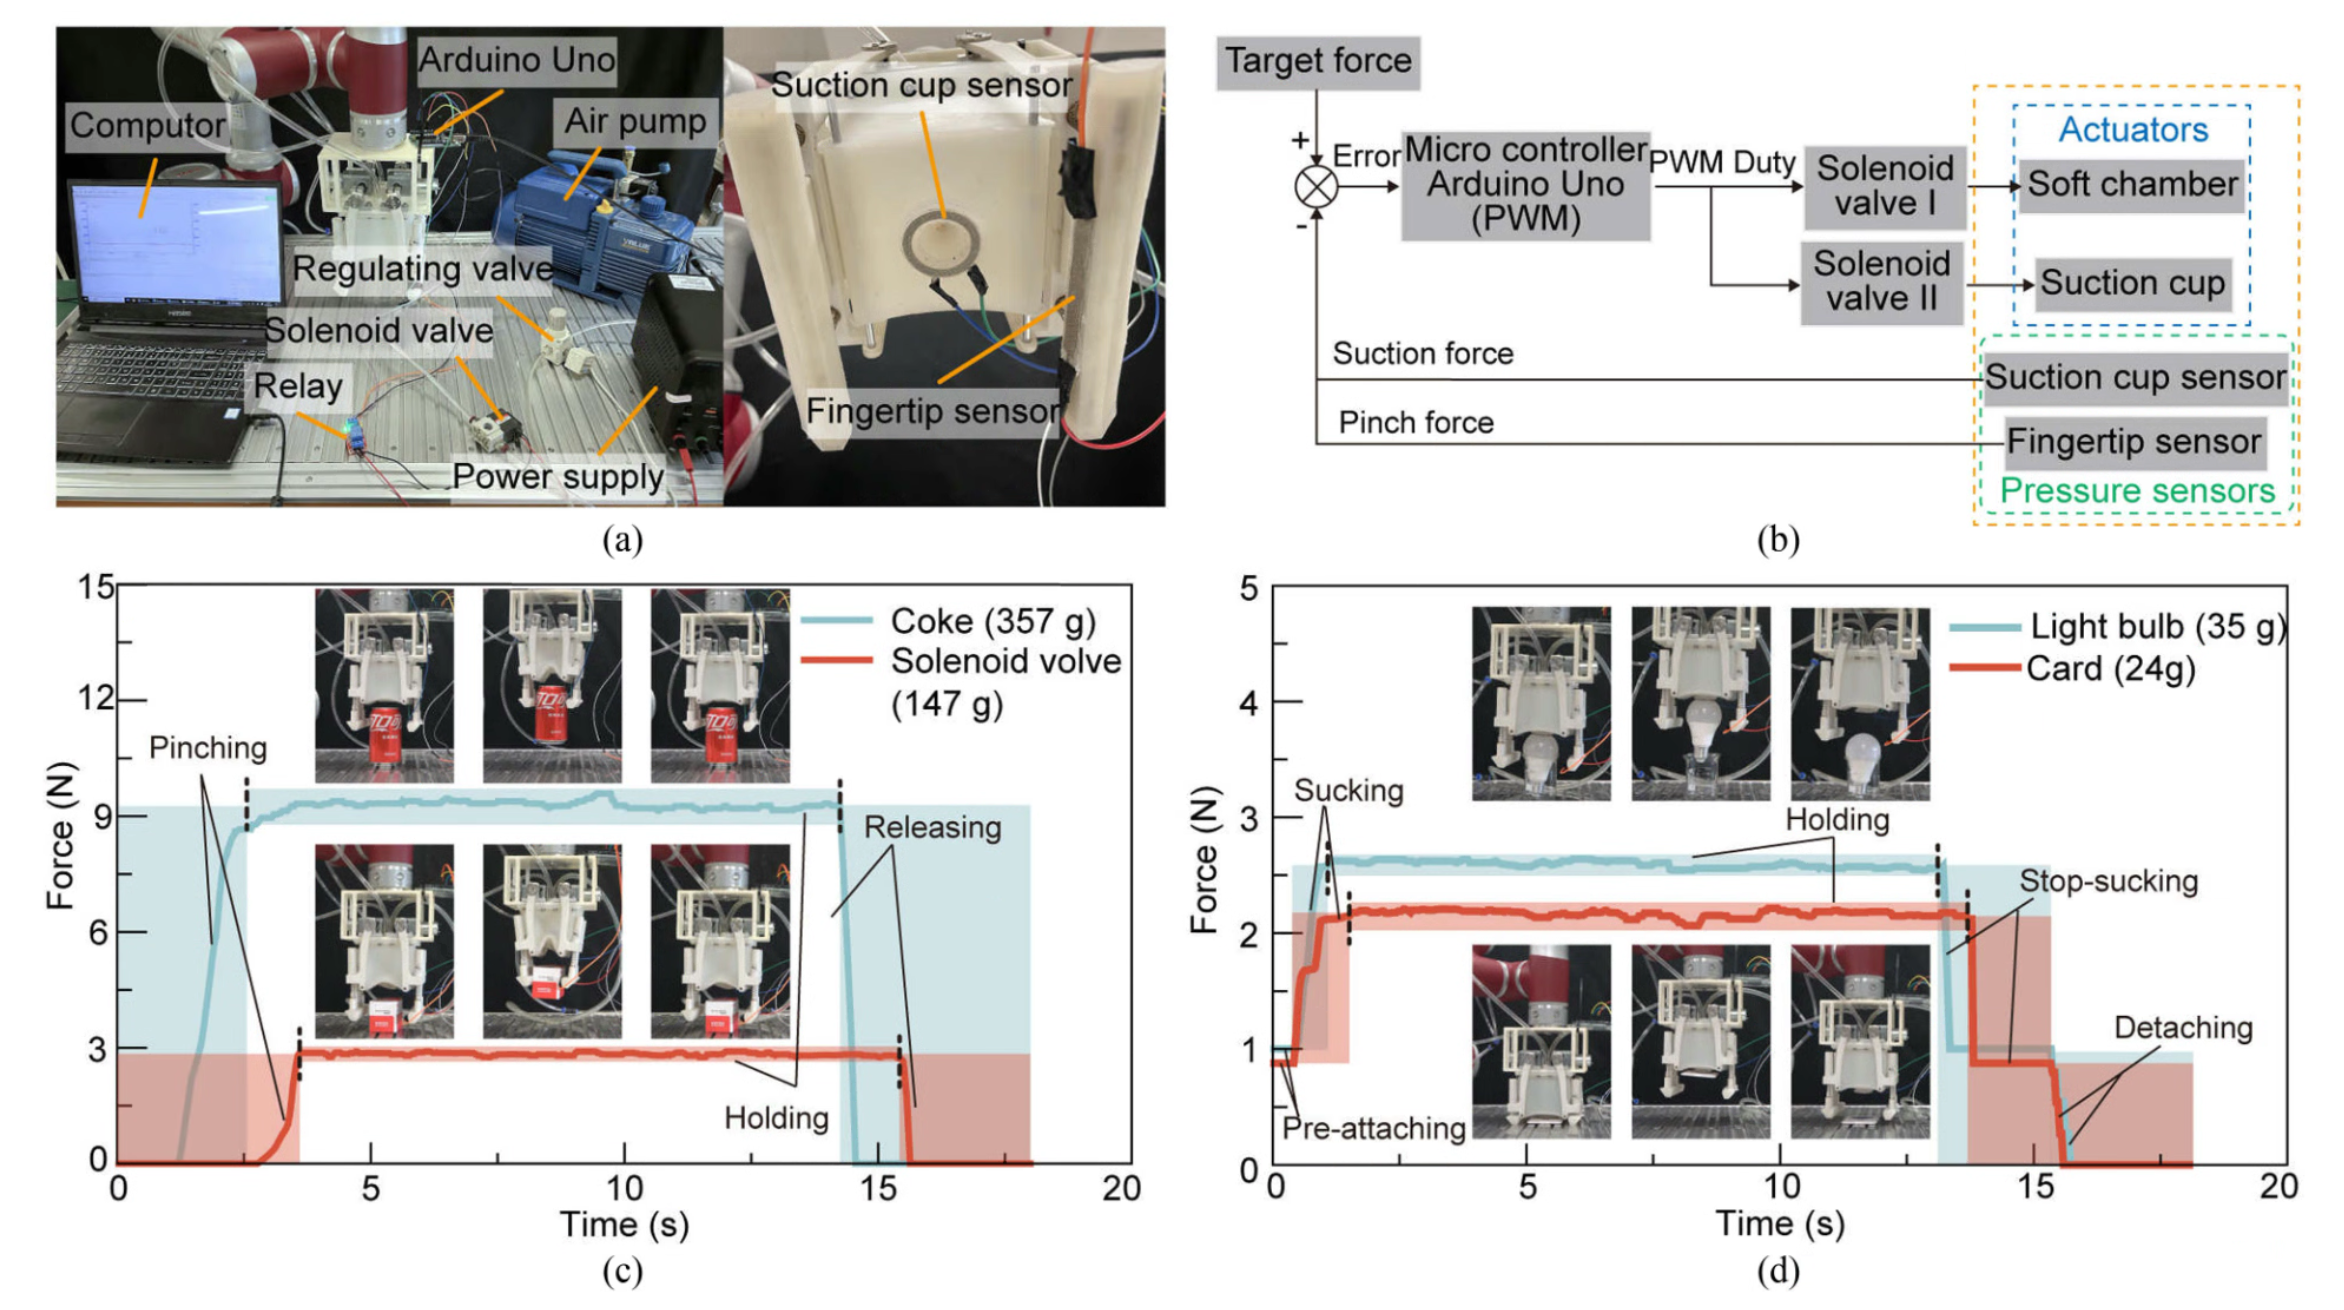 Arduino Uno
Computor
Air pump
Regulating valve
Solenoid valve
Relay
Power supply
Suction cup sensor
Fingertip sensor
VALUE
(a)
Target force
+
-
Error
Micro controller
Arduino Uno
(PWM)
PWM Duty
Solenoid
valve I
Solenoid
valve II
Actuators
Soft chamber
Suction cup
Suction force
Suction cup sensor
Pinch force
Fingertip sensor
Pressure sensors
(b)
15
12
9
6
3
0
Force (N)
0
5
10
15
20
Time (s)
Pinching
Holding
Releasing
Coke (357 g)
Solenoid volve
(147 g)
(c)
5
4
3
2
1
0
Force (N)
0
5
10
15
20
Time (s)
Light bulb (35 g)
Card (24g)
Sucking
Holding
Stop-sucking
Detaching
Pre-attaching
(d)